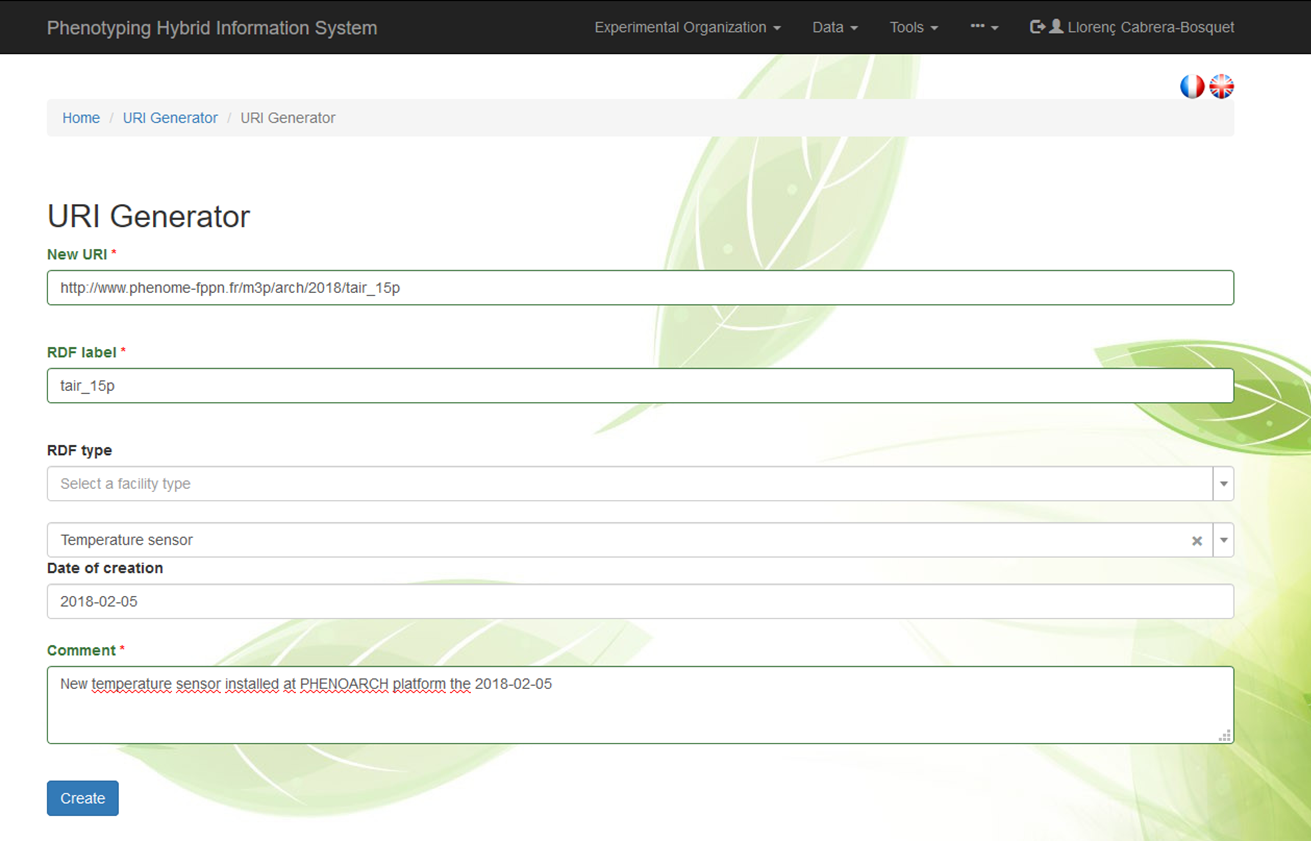 Phenotyping Hybrid Information System Experimental Organization Data Tools ••• Llorenç Cabrera-Bosquet
Home / URI Generator / URI Generator
URI Generator
New URI *
http://www.phenome-fppn.fr/m3p/arch/2018/tair_15p
RDF label *
tair_15p
RDF type
Select a facility type
Temperature sensor ×
Date of creation
2018-02-05
Comment *
New temperature sensor installed at PHENOARCH platform the 2018-02-05
Create